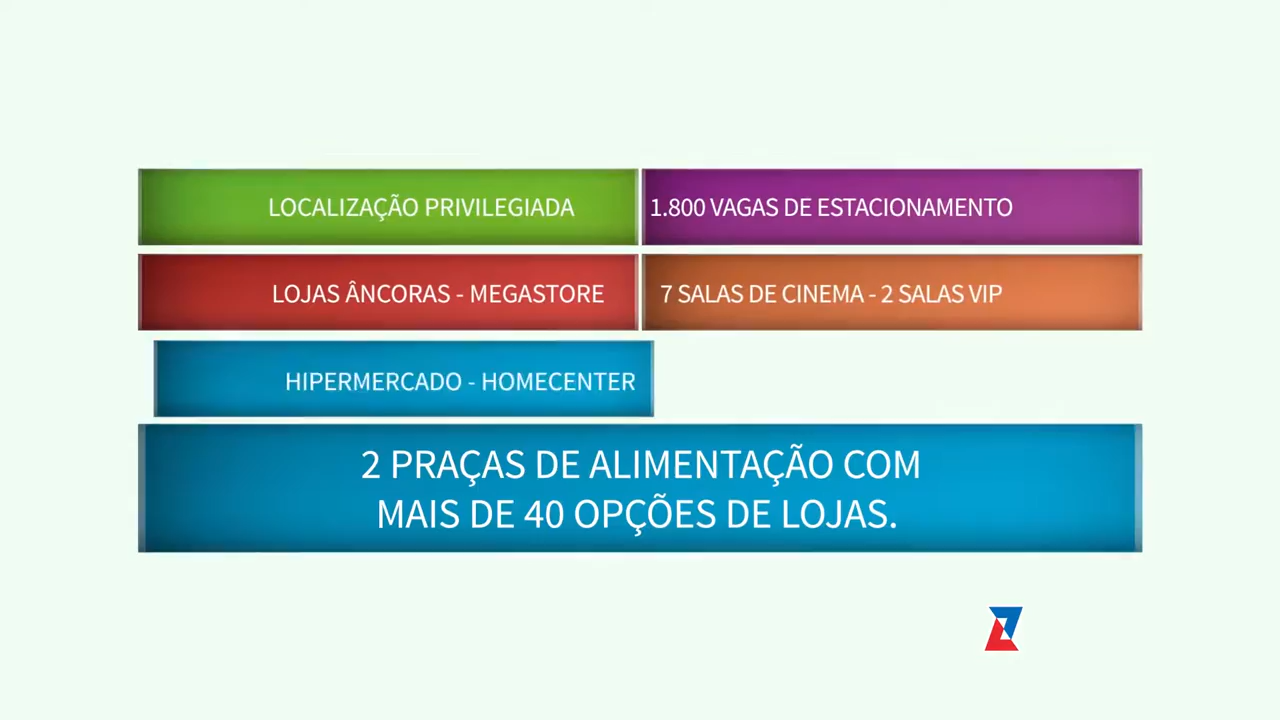 LOCALIZAÇÃO PRIVILEGIADA
1.800 VAGAS DE ESTACIONAMENTO
LOJAS ÂNCORAS - MEGASTORE
7 SALAS DE CINEMA - 2 SALAS VIP
HIPERMERCADO - HOMECENTER
2 PRAÇAS DE ALIMENTAÇÃO COM
MAIS DE 40 OPÇÕES DE LOJAS.